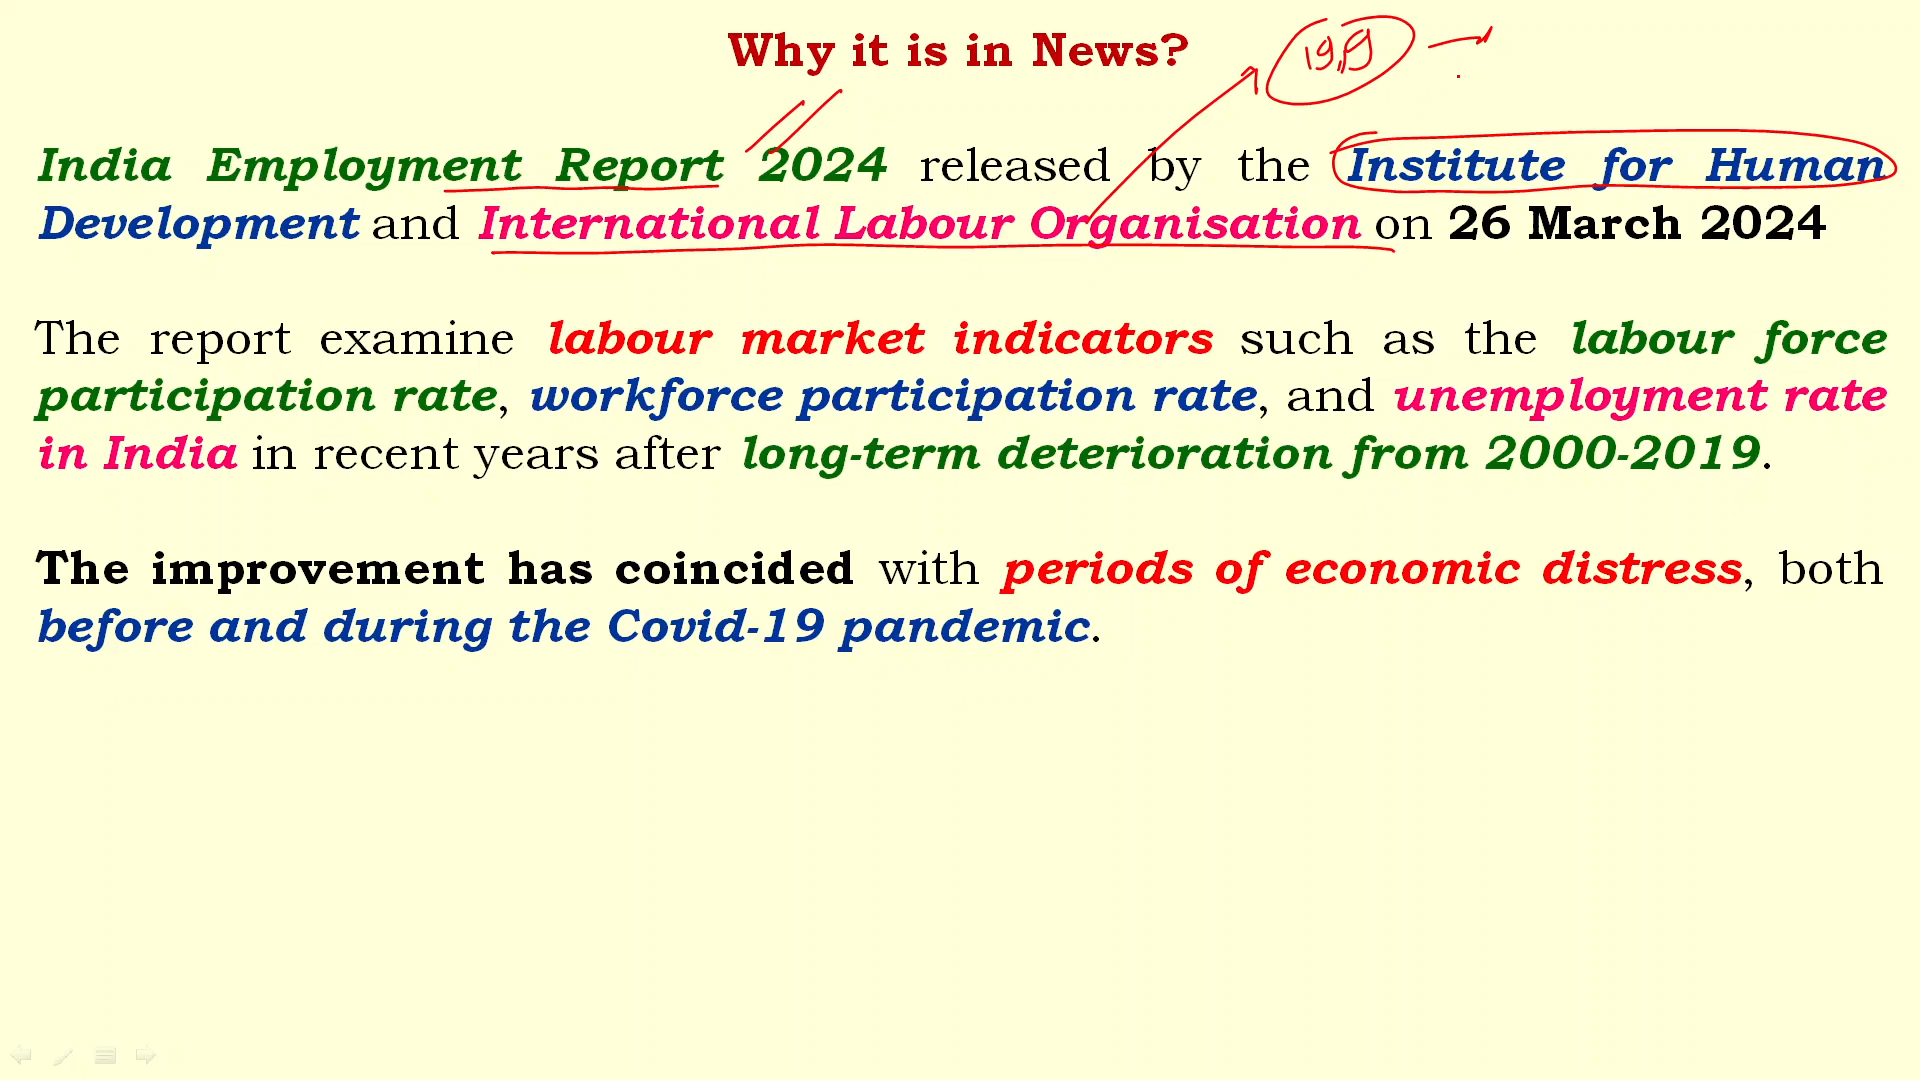 Why it is in News?
India Employment Report 2024 released by the Institute for Human
Development and International Labour Organisation on 26 March 2024
The report examine labour market indicators such as the labour force
participation rate, workforce participation rate, and unemployment rate
in India in recent years after long-term deterioration from 2000-2019.
The improvement has coincided with periods of economic distress, both
before and during the Covid-19 pandemic.